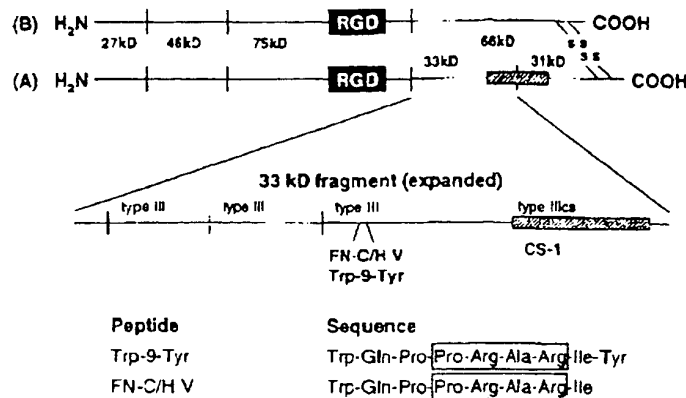 (B) H₂N RGD COOH
27kD 46kD 75kD 66kD s s
(A) H₂N RGD 33kD 31kD s s COOH
33 kD fragment (expanded)
type III type III type III type IIIcs
FN-C/H V CS-1
Trp-9-Tyr
Peptide Sequence
Trp-9-Tyr Trp-Gln-Pro-Pro-Arg-Ala-Arg-Ile-Tyr
FN-C/H V Trp-Gln-Pro-Pro-Arg-Ala-Arg-Ile